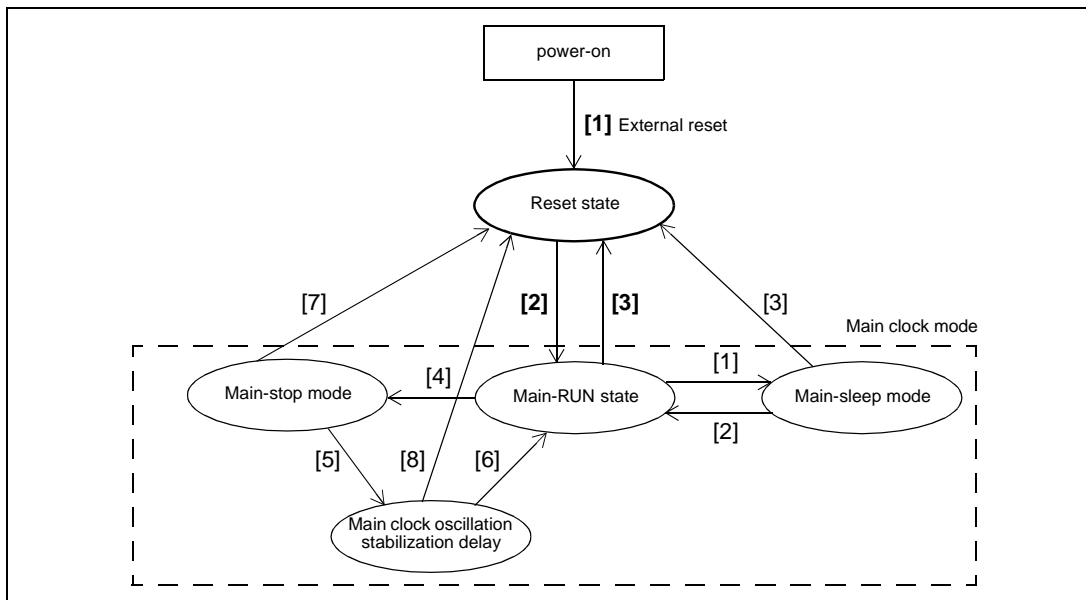 power-on
[1] External reset
Reset state
[7]
[2]
[3]
[3]
Main clock mode
Main-stop mode
[4]
Main-RUN state
[1]
[2]
Main-sleep mode
[5]
[8]
[6]
Main clock oscillation
stabilization delay